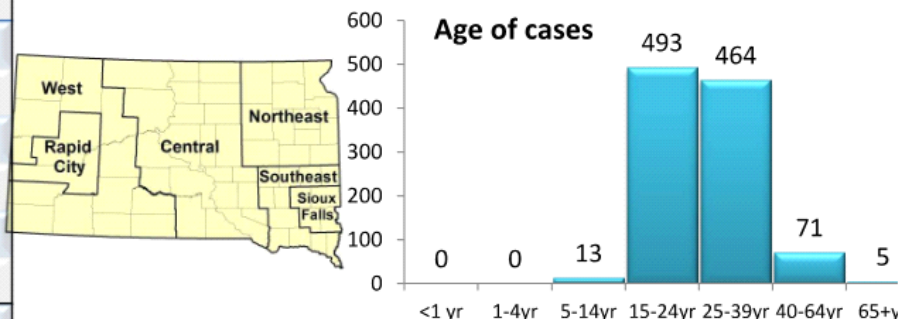 West
Rapid
City
Central
Northeast
Southeast
Sioux
Falls
Age of cases
600
500
400
300
200
100
0
0
0
13
493
464
71
5
<1 yr
1-4yr
5-14yr
15-24yr
25-39yr
40-64yr
65+y